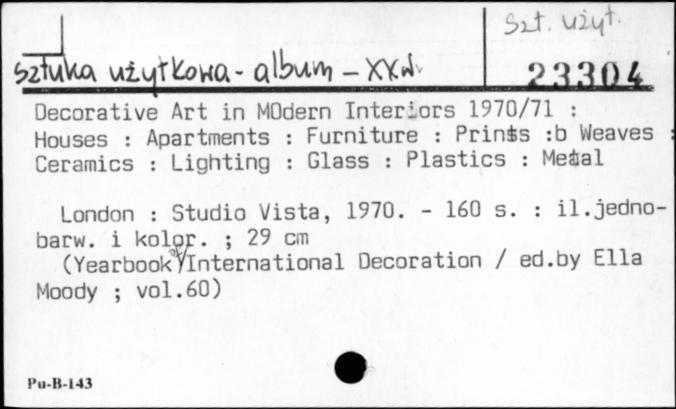 Szt. użyt.
Sztuka użytkowa - album - XX w.
23304
Decorative Art in MOdern Interiors 1970/71 :
Houses : Apartments : Furniture : Prints :b Weaves :
Ceramics : Lighting : Glass : Plastics : Metal
London : Studio Vista, 1970. - 160 s. : il.jedno-
barw. i kolor. ; 29 cm
(Yearbook of International Decoration / ed.by Ella
Moody ; vol.60)
Pu-B-143